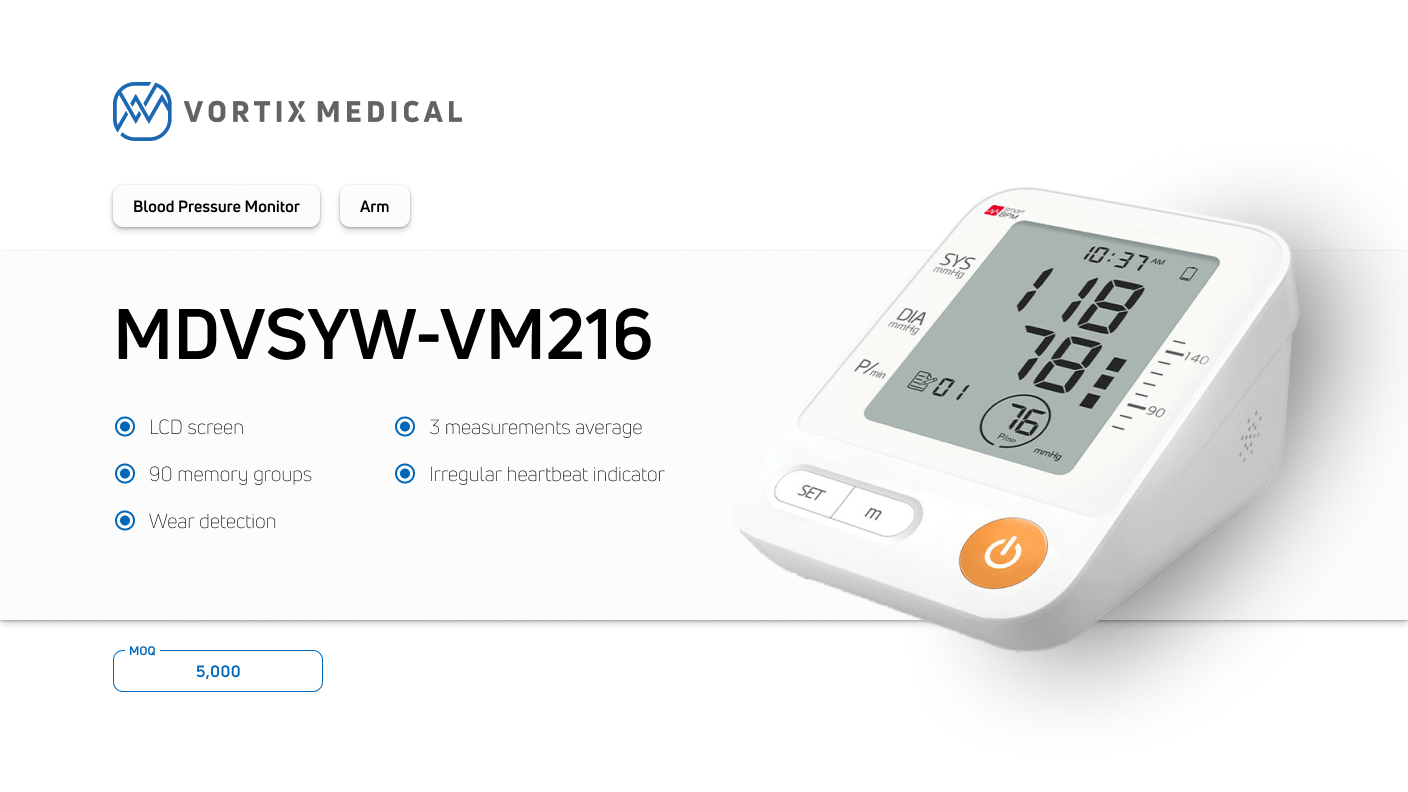 VORTIX MEDICAL
Blood Pressure Monitor
Arm
MDVSYW-VM216
LCD screen
3 measurements average
90 memory groups
Irregular heartbeat indicator
Wear detection
MOQ
5,000
smart
BPM
10:37 AM
SYS
mmHg
118
DIA
mmHg
78
140
P/min
01
90
76
P/min
mmHg
SET
m